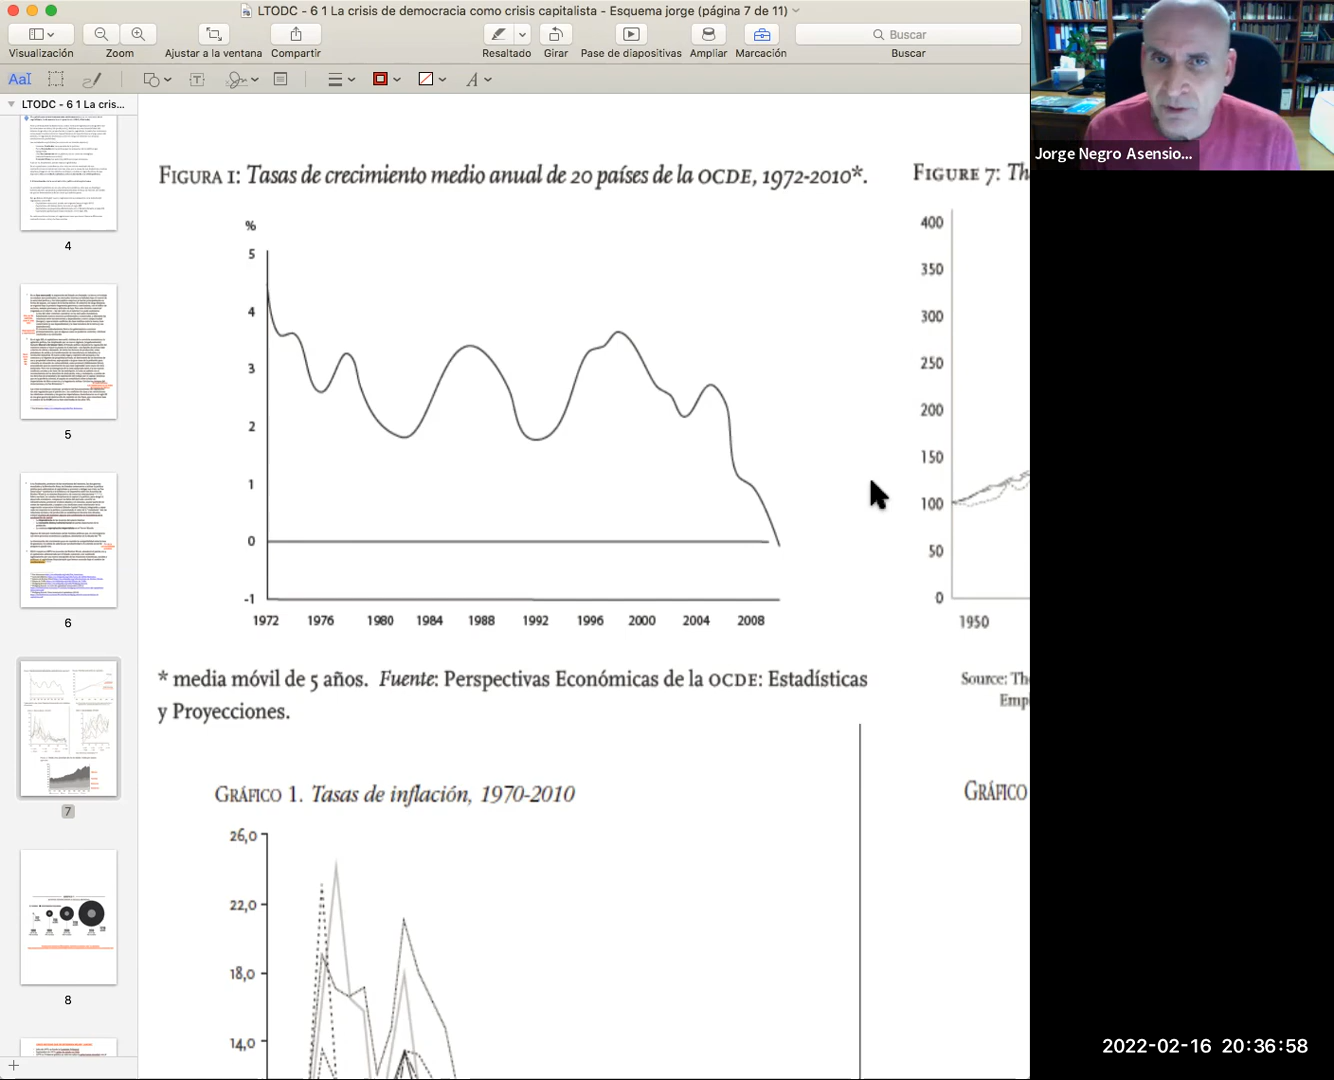 LTODC - 6 1 La crisis de democracia como crisis capitalista - Esquema jorge (página 7 de 11)
Visualización
Zoom
Ajustar a la ventana
Compartir
Resaltado
Girar
Pase de diapositivas
Ampliar
Marcación
Buscar
Buscar
AaI
T
A
LTODC - 6 1 La cris...
4
5
6
7
8
Jorge Negro Asensio...
FIGURA 1: Tasas de crecimiento medio anual de 20 países de la OCDE, 1972-2010*.
%
5
4
3
2
1
0
-1
1972 1976 1980 1984 1988 1992 1996 2000 2004 2008
* media móvil de 5 años. Fuente: Perspectivas Económicas de la OCDE: Estadísticas
y Proyecciones.
FIGURE 7: Th
400
350
300
250
200
150
100
50
0
1950
Source: Th
Emp
GRÁFICO 1. Tasas de inflación, 1970-2010
26,0
22,0
18,0
14,0
GRÁFICO
2022-02-16 20:36:58